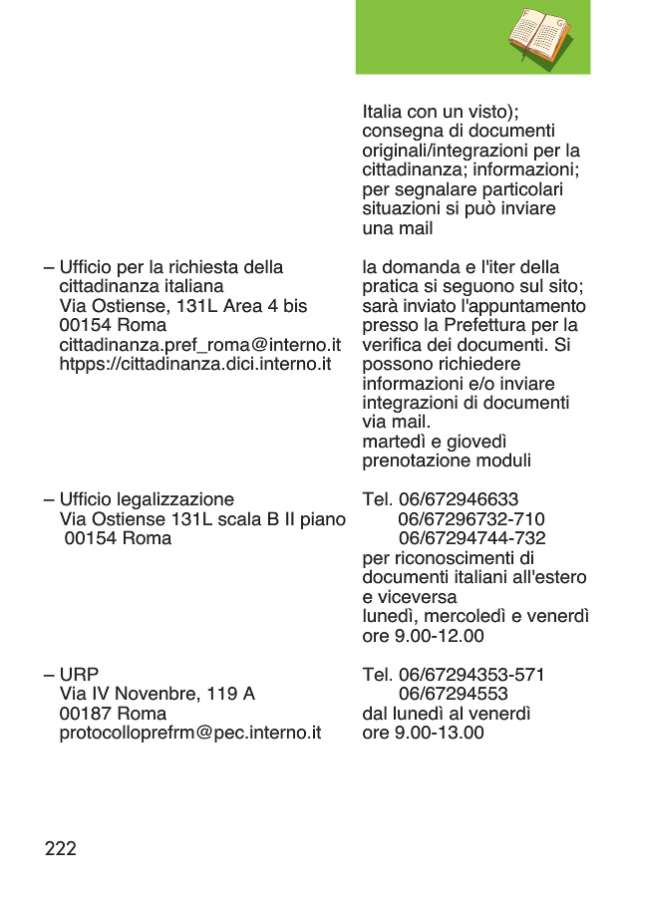 Italia con un visto);
consegna di documenti
originali/integrazioni per la
cittadinanza; informazioni;
per segnalare particolari
situazioni si può inviare
una mail
– Ufficio per la richiesta della
cittadinanza italiana
Via Ostiense, 131L Area 4 bis
00154 Roma
cittadinanza.pref_roma@interno.it
htpps://cittadinanza.dici.interno.it
la domanda e l'iter della
pratica si seguono sul sito;
sarà inviato l'appuntamento
presso la Prefettura per la
verifica dei documenti. Si
possono richiedere
informazioni e/o inviare
integrazioni di documenti
via mail.
martedì e giovedì
prenotazione moduli
– Ufficio legalizzazione
Via Ostiense 131L scala B II piano
00154 Roma
Tel. 06/672946633
06/67296732-710
06/67294744-732
per riconoscimenti di
documenti italiani all'estero
e viceversa
lunedì, mercoledì e venerdì
ore 9.00-12.00
– URP
Via IV Novenbre, 119 A
00187 Roma
protocolloprefrm@pec.interno.it
Tel. 06/67294353-571
06/67294553
dal lunedì al venerdì
ore 9.00-13.00
222